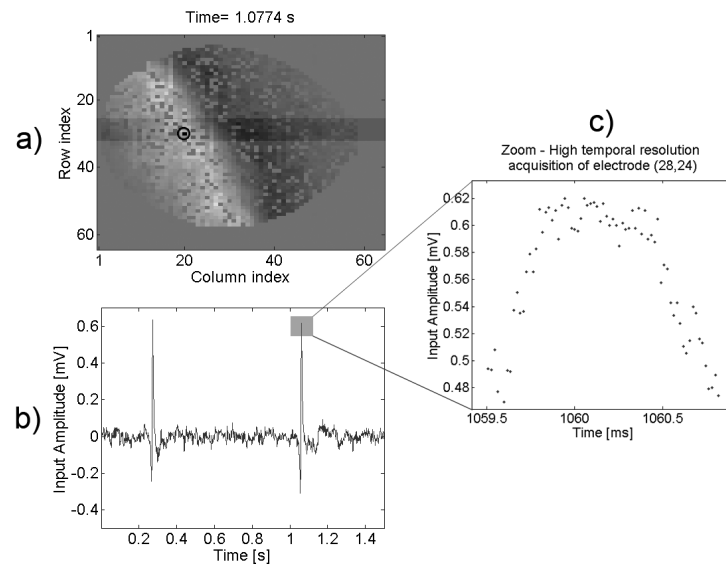 Time= 1.0774 s
a)
Row index
1
20
40
60
1
20
40
60
Column index
b)
Input Amplitude [mV]
0.6
0.4
0.2
0
-0.2
-0.4
0.2
0.4
0.6
0.8
1
1.2
1.4
Time [s]
c)
Zoom - High temporal resolution
acquisition of electrode (28,24)
Input Amplitude [mV]
0.62
0.6
0.58
0.56
0.54
0.52
0.5
0.48
1059.5
1060
1060.5
Time [ms]